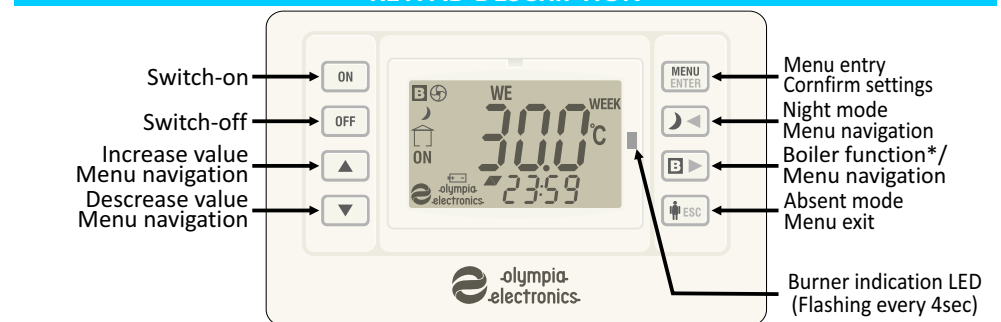 Switch-on
Switch-off
Increase value
Menu navigation
Descrease value
Menu navigation
ON
OFF
B
WE
WEEK
30.0
°C
ON
olympia
electronics
23:59
olympia
electronics
MENU
ENTER
B
ESC
Menu entry
Cornfirm settings
Night mode
Menu navigation
Boiler function*/
Menu navigation
Absent mode
Menu exit
Burner indication LED
(Flashing every 4sec)